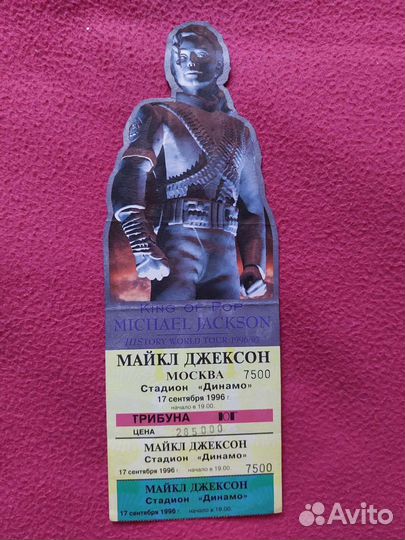 KING OF POP
MICHAEL JACKSON
HISTORY WORLD TOUR 1996/97
МАЙКЛ ДЖЕКСОН
МОСКВА 7500
Стадион «Динамо»
17 сентября 1996 г
начало в 19.00
ТРИБУНА ЮГ
ЦЕНА 285000
МАЙКЛ ДЖЕКСОН
Стадион «Динамо»
17 сентября 1996 г. начало в 19.00. 7500
МАЙКЛ ДЖЕКСОН
Стадион «Динамо»
17 сентября 1996 г. начало в 19.00
Avito